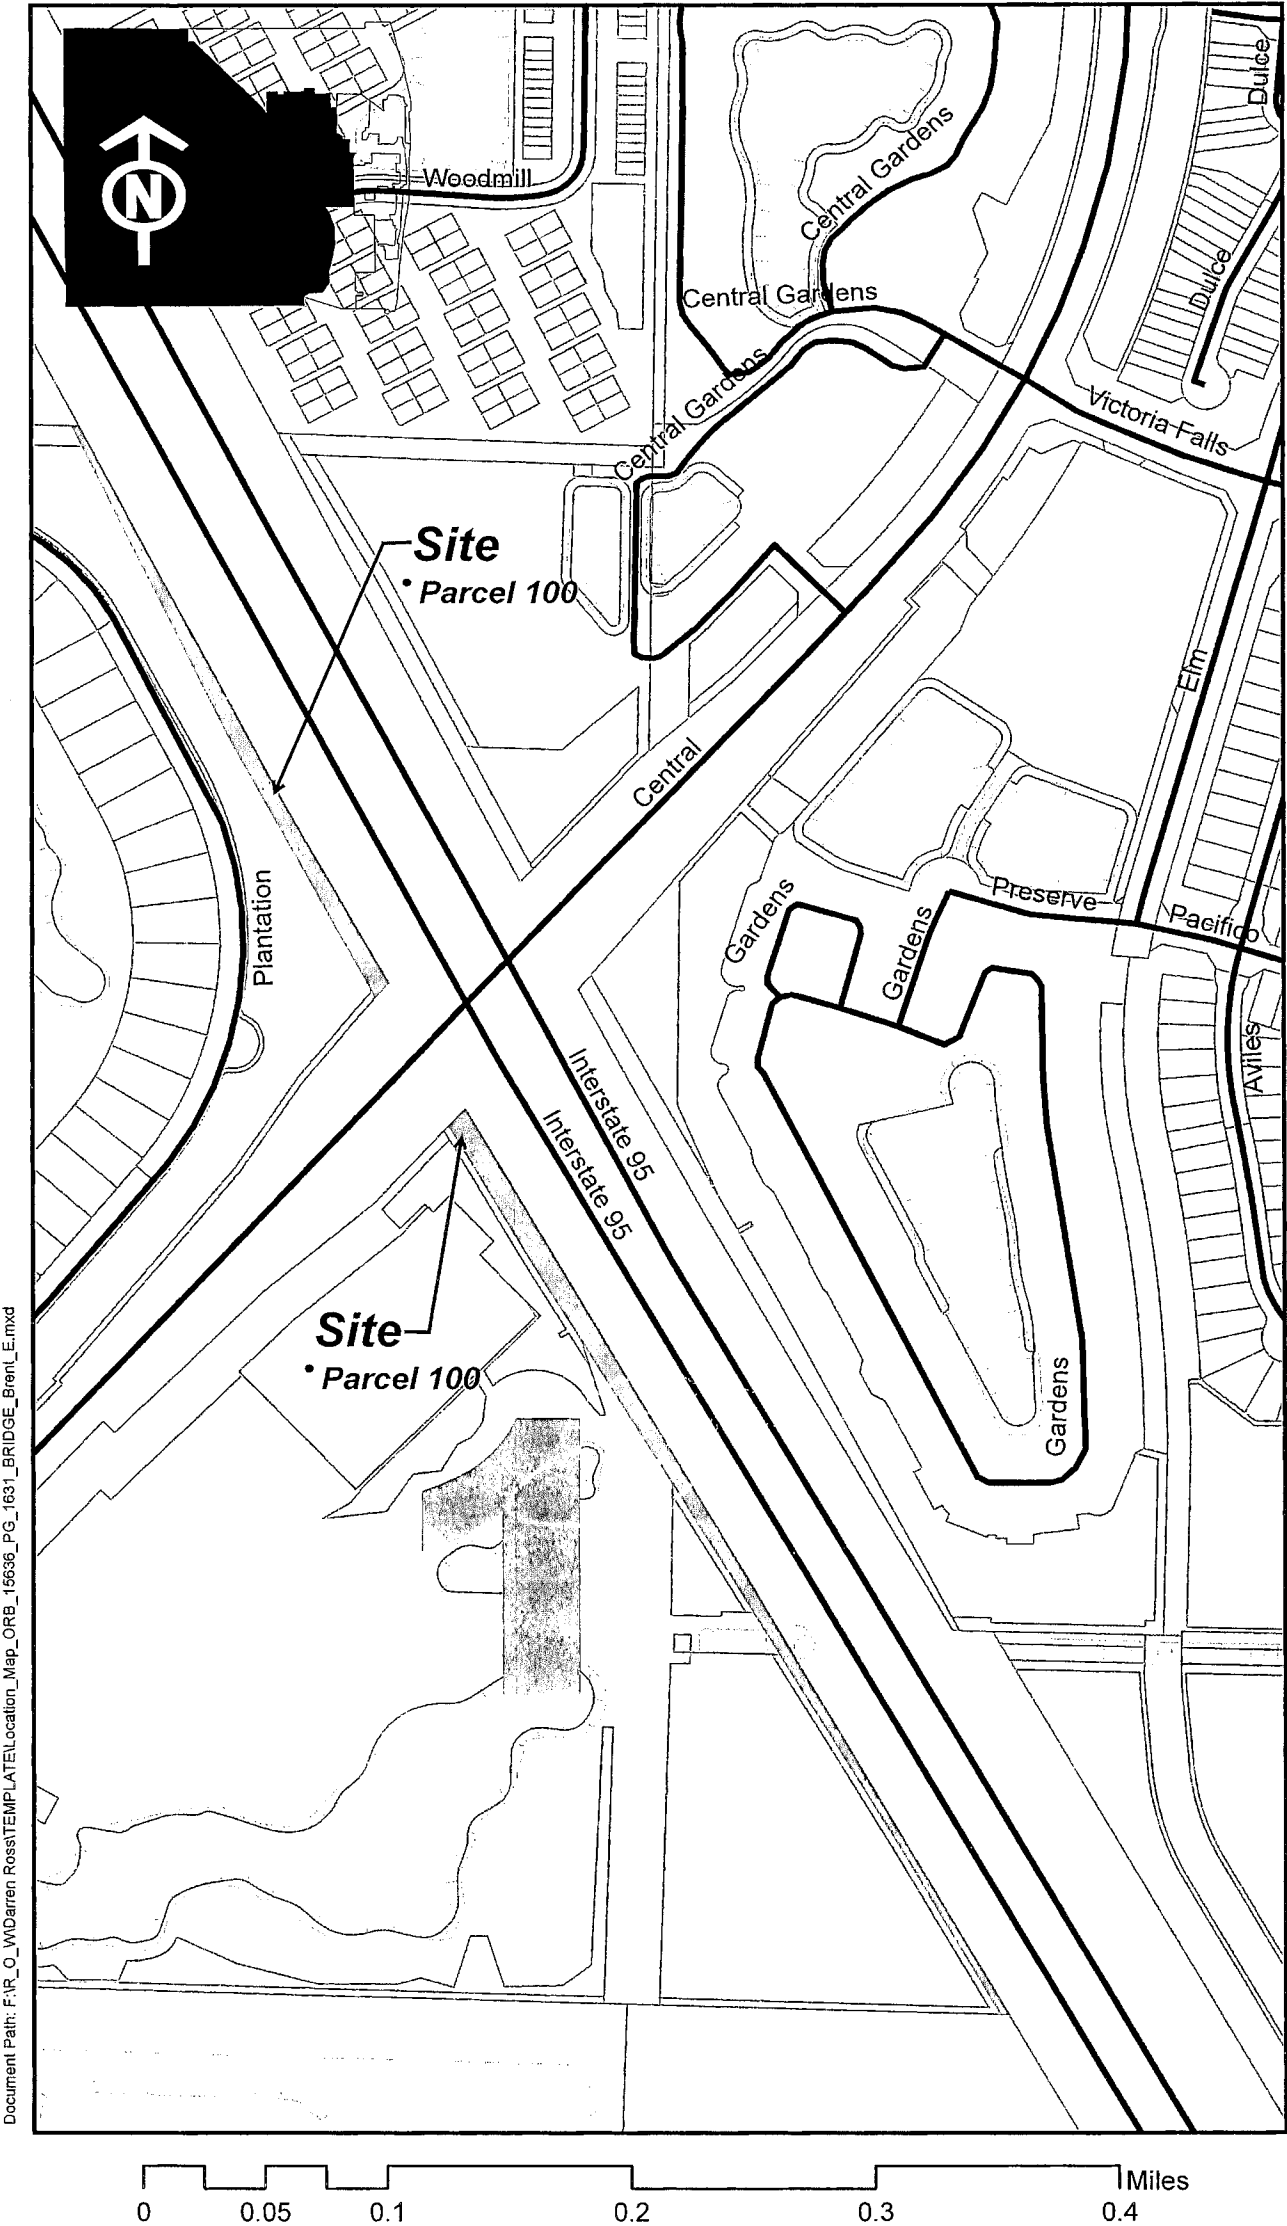 N
Woodmill
Central Gardens
Dulce
Dulce
Central Gardens
Central Gardens
Victoria Falls
Site
• Parcel 100
Elm
Central
Plantation
Gardens
Gardens
Preserve
Pacifico
Aviles
Interstate 95
Interstate 95
Site
• Parcel 100
Gardens
Document Path: F:\R_O_W\Darren Ross\TEMPLATE\Location_Map_ORB_15636_PG_1631_BRIDGE_Brent_E.mxd
Miles
0 0.05 0.1 0.2 0.3 0.4